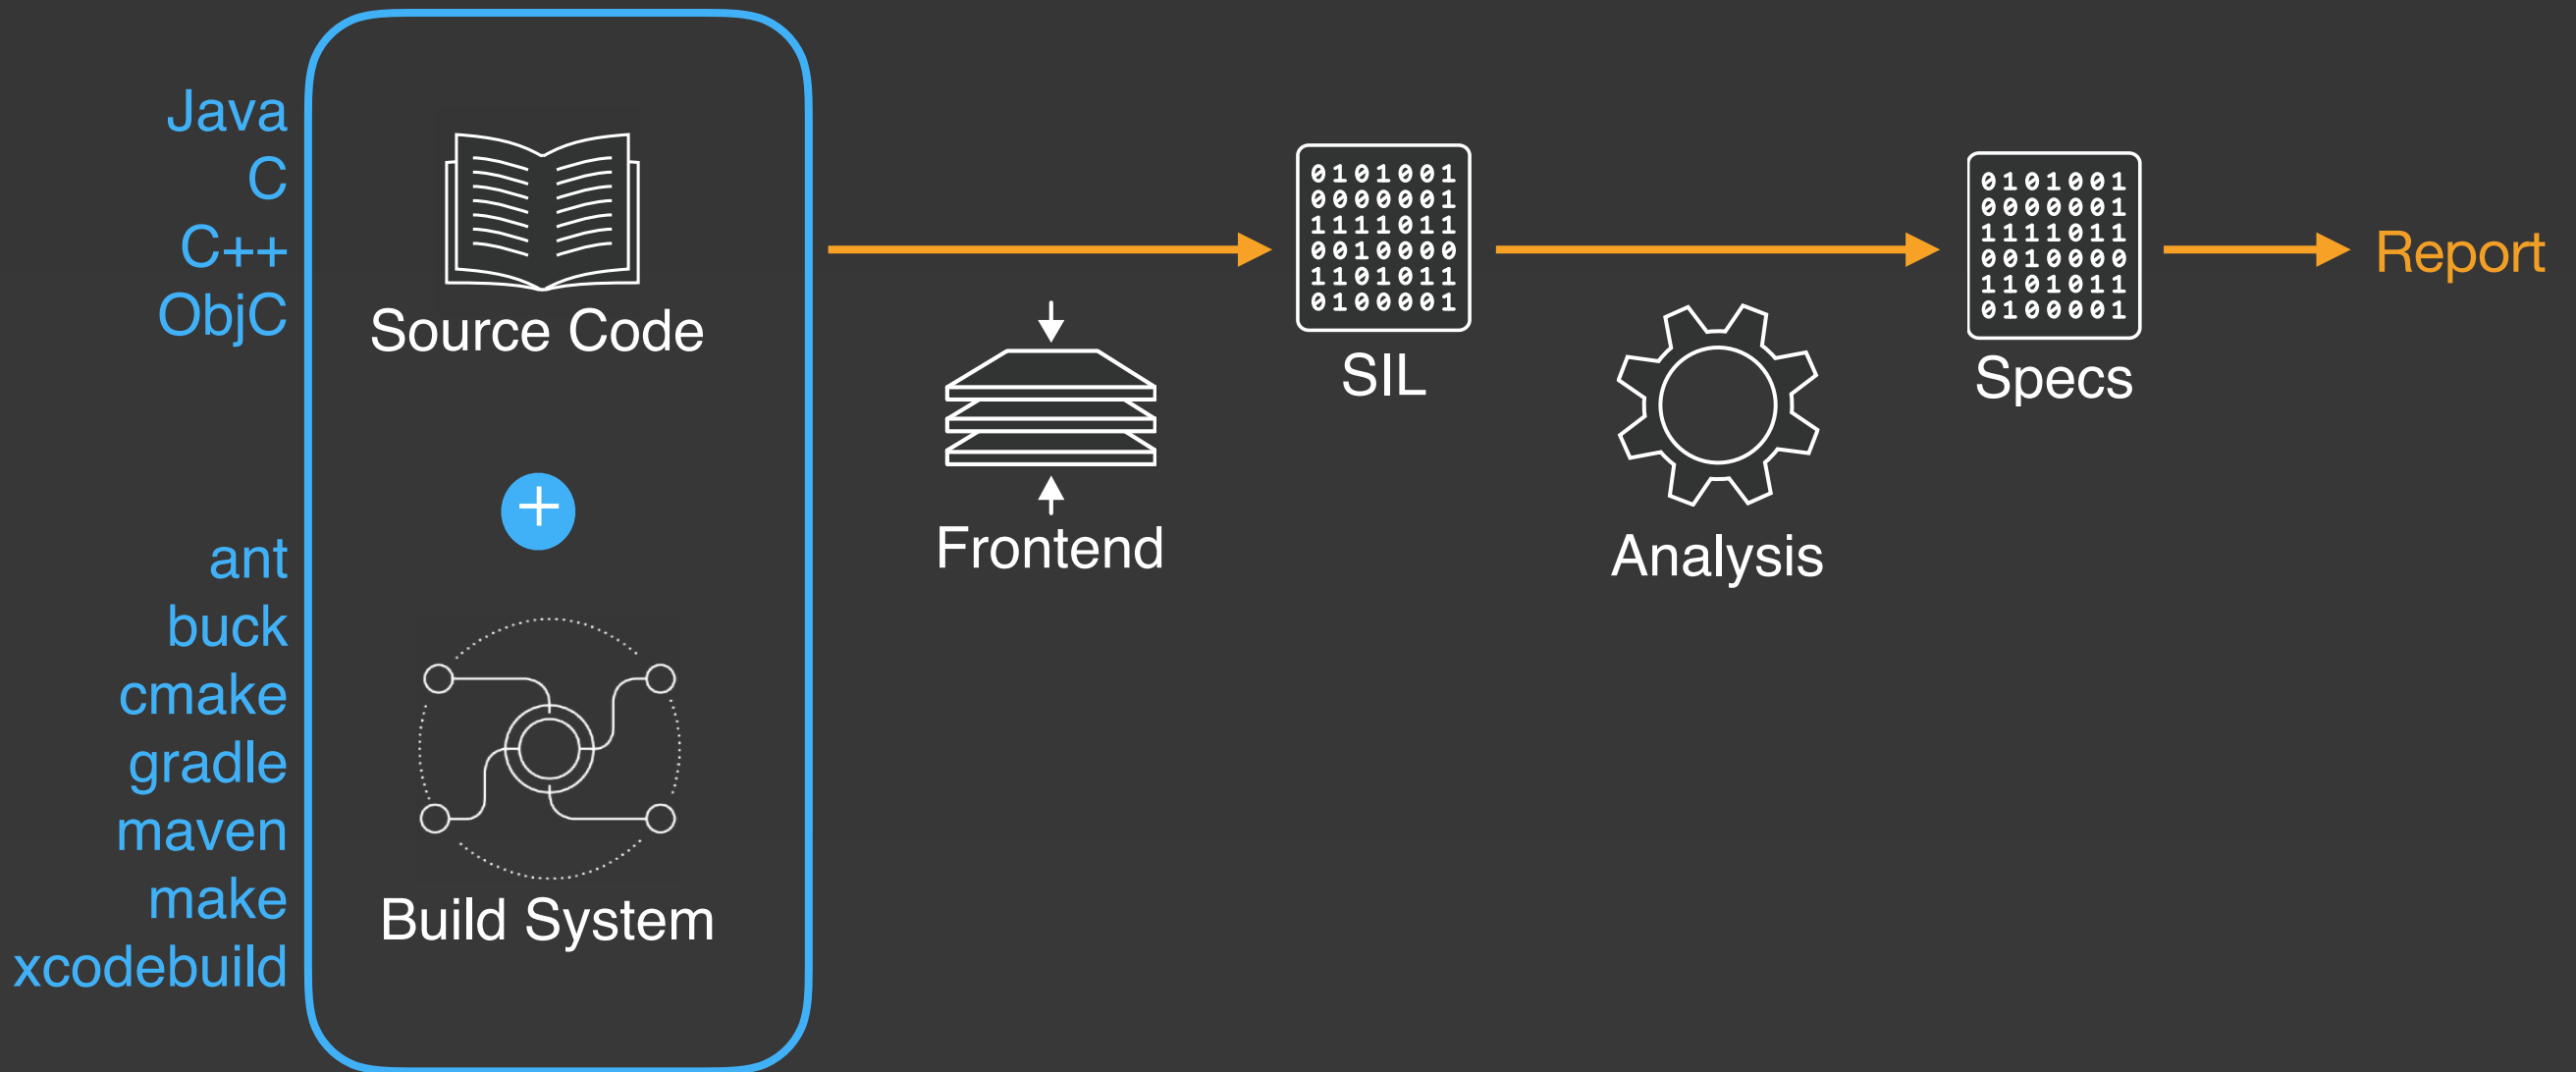 Java
C
C++
ObjC
Source Code
+
ant
buck
cmake
gradle
maven
make
xcodebuild
Build System
Frontend
0101001
0000001
1111011
0010000
1101011
0100001
SIL
Analysis
0101001
0000001
1111011
0010000
1101011
0100001
Specs
Report